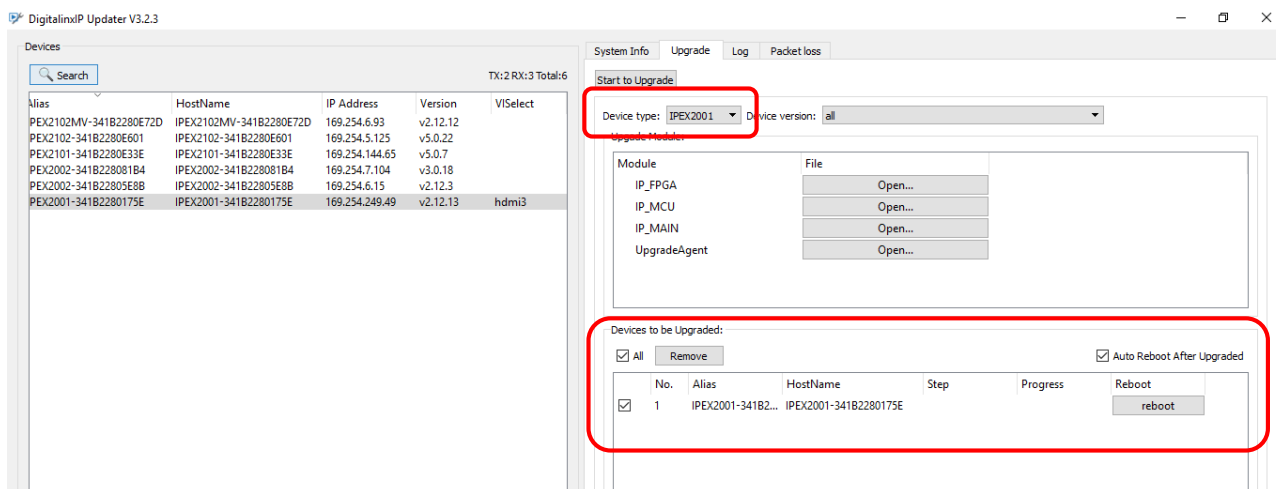 DigitalinxIP Updater V3.2.3
Devices
Search
TX:2 RX:3 Total:6
Alias HostName IP Address Version VISelect
PEX2102MV-341B2280E72D IPEX2102MV-341B2280E72D 169.254.6.93 v2.12.12
PEX2102-341B2280E601 IPEX2102-341B2280E601 169.254.5.125 v5.0.22
PEX2101-341B2280E33E IPEX2101-341B2280E33E 169.254.144.65 v5.0.7
PEX2002-341B228081B4 IPEX2002-341B228081B4 169.254.7.104 v3.0.18
PEX2002-341B22805E8B IPEX2002-341B22805E8B 169.254.6.15 v2.12.3
PEX2001-341B2280175E IPEX2001-341B2280175E 169.254.249.49 v2.12.13 hdmi3
System Info Upgrade Log Packet loss
Start to Upgrade
Device type: IPEX2001 Device version: all
Upgade Module:
Module File
IP_FPGA Open...
IP_MCU Open...
IP_MAIN Open...
UpgradeAgent Open...
Devices to be Upgraded:
All Remove Auto Reboot After Upgraded
No. Alias HostName Step Progress Reboot
1 IPEX2001-341B2... IPEX2001-341B2280175E reboot